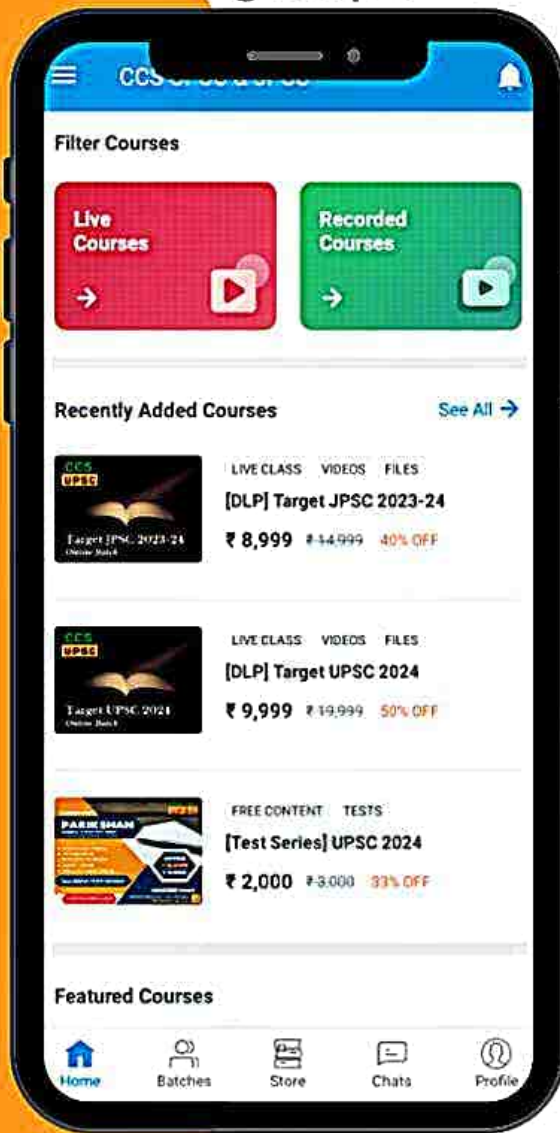 CCS
Filter Courses
Live
Courses
Recorded
Courses
Recently Added Courses
See All →
CCS
UPSC
Target JPSC 2023-24
Online Batch
LIVE CLASS VIDEOS FILES
[DLP] Target JPSC 2023-24
₹ 8,999 ₹ 14,999 40% OFF
CCS
UPSC
Target UPSC 2024
Online Batch
LIVE CLASS VIDEOS FILES
[DLP] Target UPSC 2024
₹ 9,999 ₹ 19,999 50% OFF
PARIKSHAN
FREE CONTENT TESTS
[Test Series] UPSC 2024
₹ 2,000 ₹ 3,000 33% OFF
Featured Courses
Home
Batches
Store
Chats
Profile